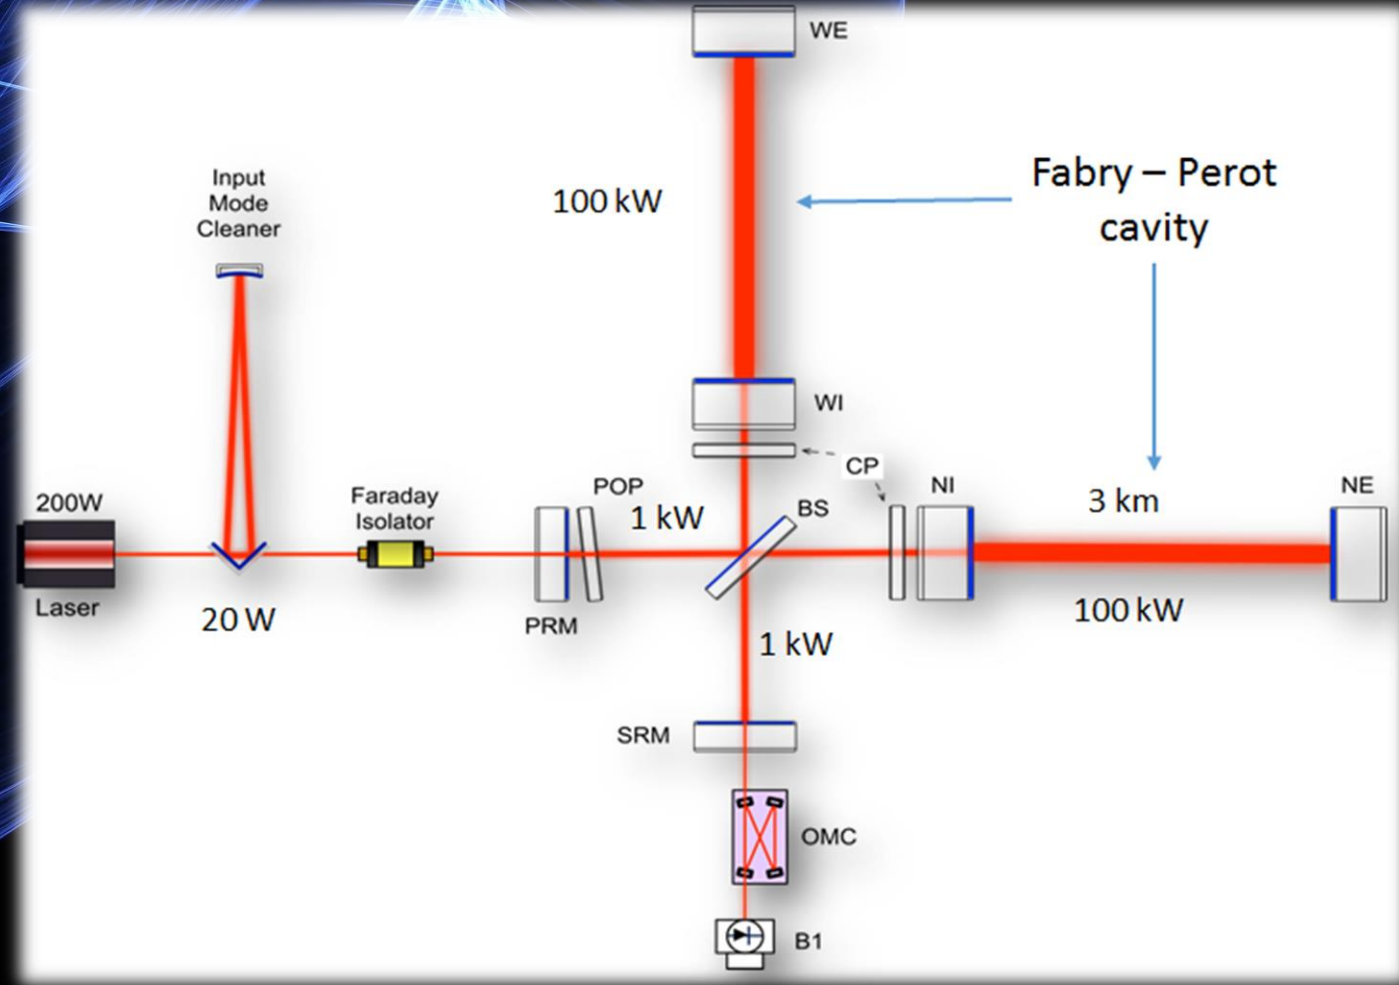 WE
Fabry – Perot
cavity
100 kW
Input
Mode
Cleaner
WI
CP
200W
Laser
20 W
Faraday
Isolator
POP
PRM
1 kW
BS
NI
3 km
NE
100 kW
1 kW
SRM
OMC
B1